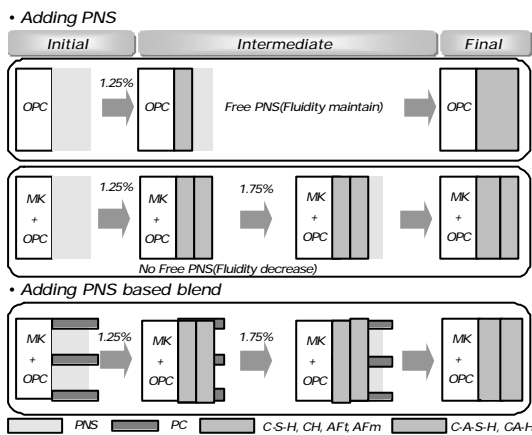 • Adding PNS
Initial Intermediate Final
OPC 1.25% OPC Free PNS(Fluidity maintain) OPC
MK + OPC 1.25% MK + OPC 1.75% MK + OPC MK + OPC
No Free PNS(Fluidity decrease)
• Adding PNS based blend
MK + OPC 1.25% MK + OPC 1.75% MK + OPC MK + OPC
PNS PC C-S-H, CH, AFt, AFm C-A-S-H, CA-H